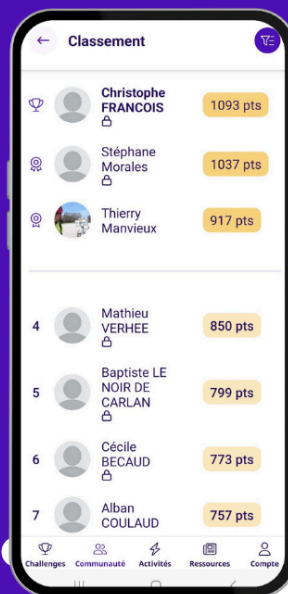 Classement
Christophe
FRANCOIS
1093 pts
Stéphane
Morales
1037 pts
Thierry
Manvieux
917 pts
4
Mathieu
VERHEE
850 pts
5
Baptiste LE
NOIR DE
CARLAN
799 pts
6
Cécile
BECAUD
773 pts
7
Alban
COULAUD
757 pts
Challenges Communauté Activités Ressources Compte